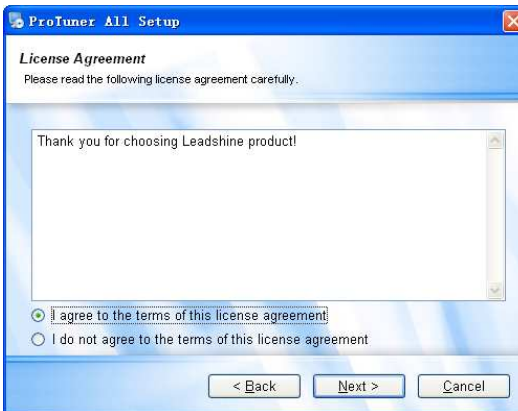 ProTuner All Setup
License Agreement
Please read the following license agreement carefully.
Thank you for choosing Leadshine product!
I agree to the terms of this license agreement
I do not agree to the terms of this license agreement
< Back Next > Cancel